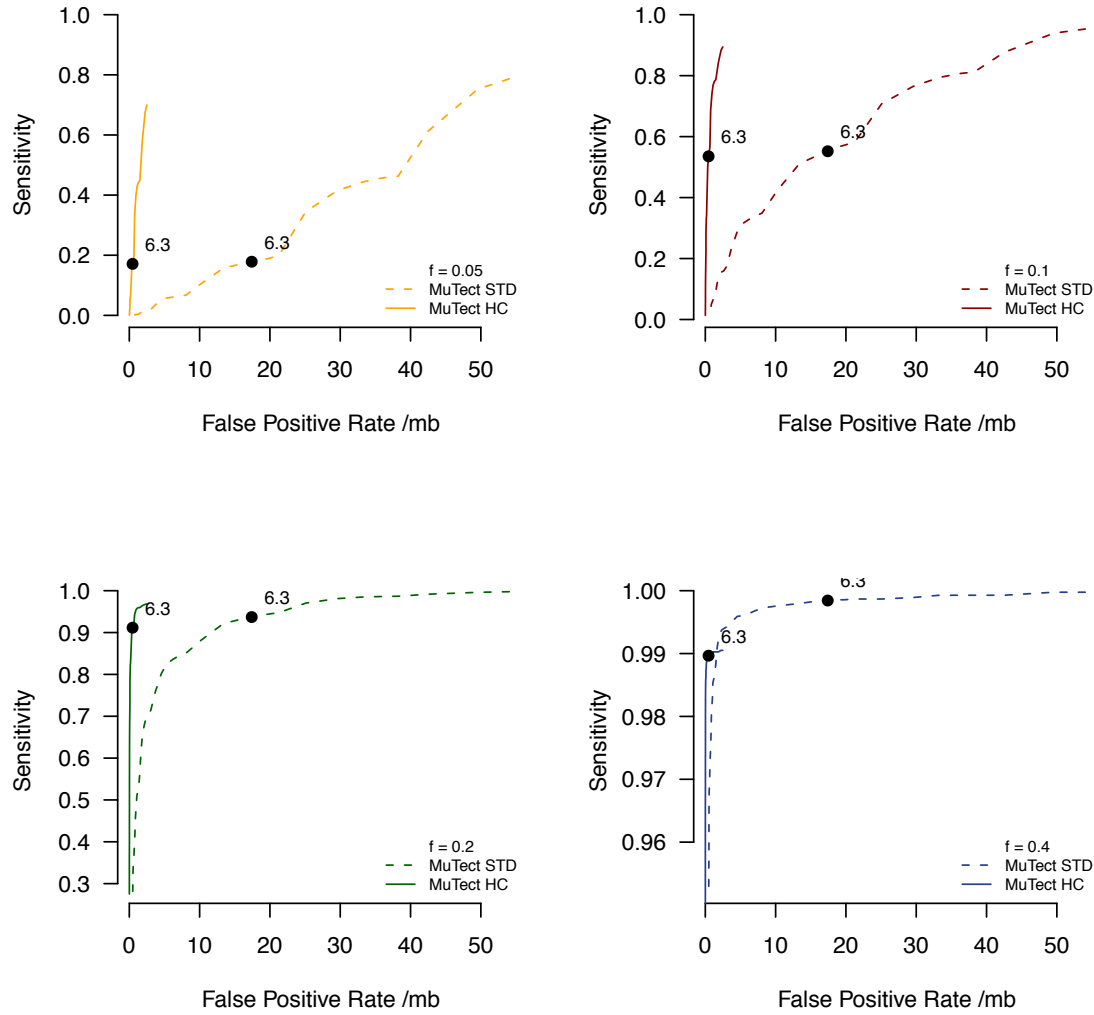 1.0
0.8
0.6
0.4
0.2
0.0
Sensitivity
6.3
6.3
f = 0.05
MuTect STD
MuTect HC
0 10 20 30 40 50
False Positive Rate /mb
1.0
0.8
0.6
0.4
0.2
0.0
Sensitivity
6.3
6.3
f = 0.1
MuTect STD
MuTect HC
0 10 20 30 40 50
False Positive Rate /mb
1.0
0.9
0.8
0.7
0.6
0.5
0.4
0.3
Sensitivity
6.3
6.3
f = 0.2
MuTect STD
MuTect HC
0 10 20 30 40 50
False Positive Rate /mb
1.00
0.99
0.98
0.97
0.96
Sensitivity
6.3
6.3
f = 0.4
MuTect STD
MuTect HC
0 10 20 30 40 50
False Positive Rate /mb